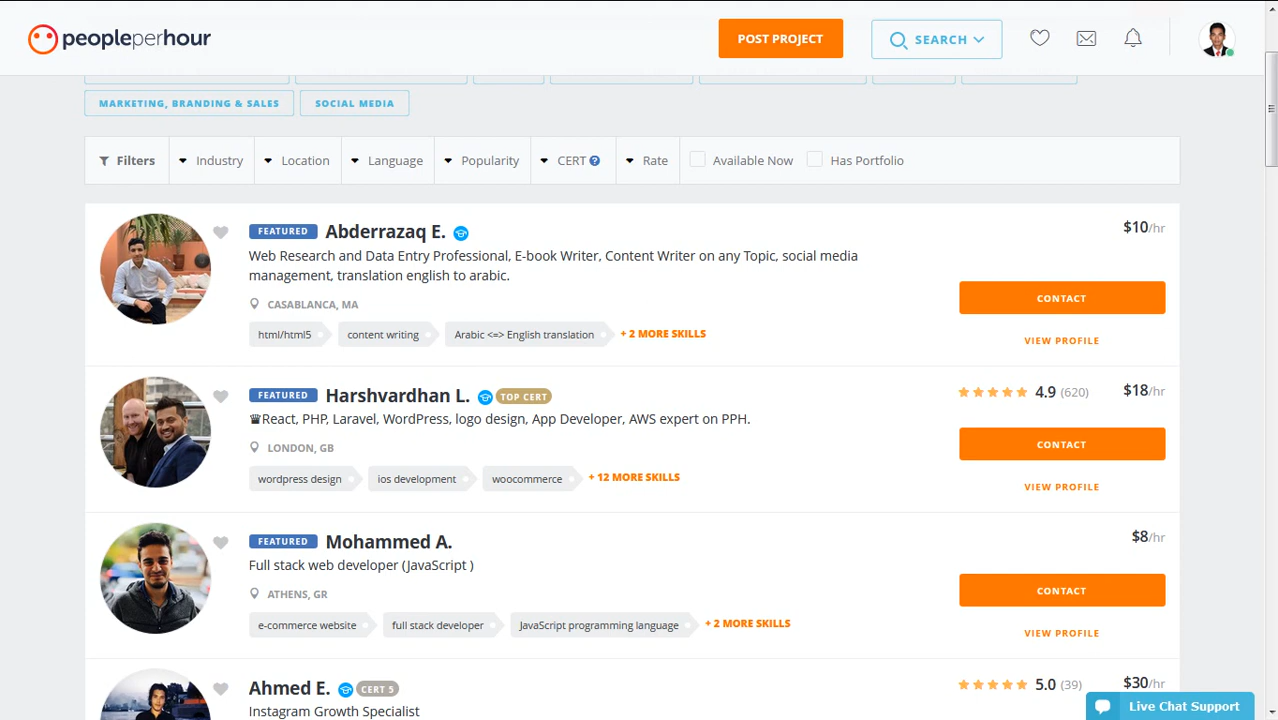 peopleperhour
POST PROJECT
SEARCH
MARKETING, BRANDING & SALES
SOCIAL MEDIA
Filters
Industry
Location
Language
Popularity
CERT ?
Rate
Available Now
Has Portfolio
FEATURED Abderrazaq E.
$10/hr
Web Research and Data Entry Professional, E-book Writer, Content Writer on any Topic, social media
management, translation english to arabic.
CASABLANCA, MA
CONTACT
html/html5
content writing
Arabic <=> English translation
+ 2 MORE SKILLS
VIEW PROFILE
FEATURED Harshvardhan L. TOP CERT
4.9 (620)
$18/hr
♛React, PHP, Laravel, WordPress, logo design, App Developer, AWS expert on PPH.
LONDON, GB
CONTACT
wordpress design
ios development
woocommerce
+ 12 MORE SKILLS
VIEW PROFILE
FEATURED Mohammed A.
$8/hr
Full stack web developer (JavaScript )
ATHENS, GR
CONTACT
e-commerce website
full stack developer
JavaScript programming language
+ 2 MORE SKILLS
VIEW PROFILE
Ahmed E. CERT 5
5.0 (39)
$30/hr
Instagram Growth Specialist
Live Chat Support